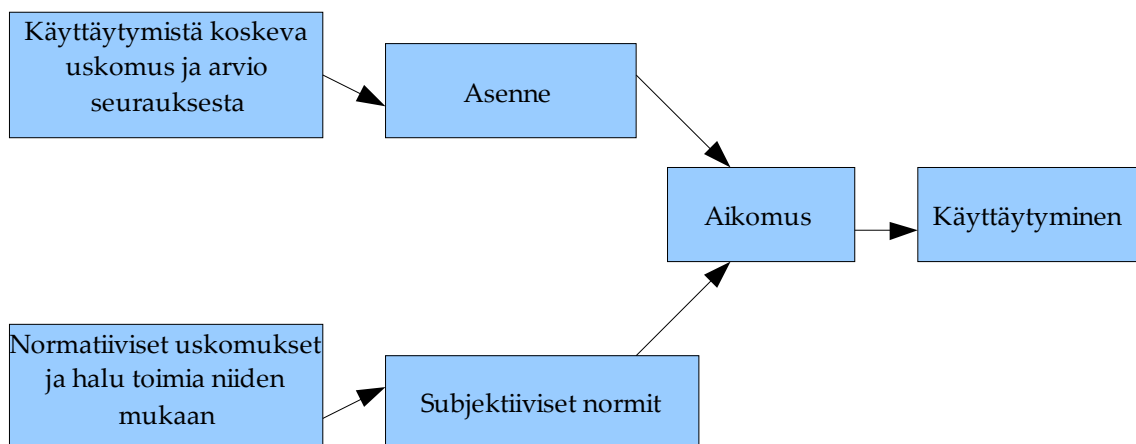 Käyttäytymistä koskeva
uskomus ja arvio
seurauksesta
Asenne
Aikomus
Käyttäytyminen
Normatiiviset uskomukset
ja halu toimia niiden
mukaan
Subjektiiviset normit